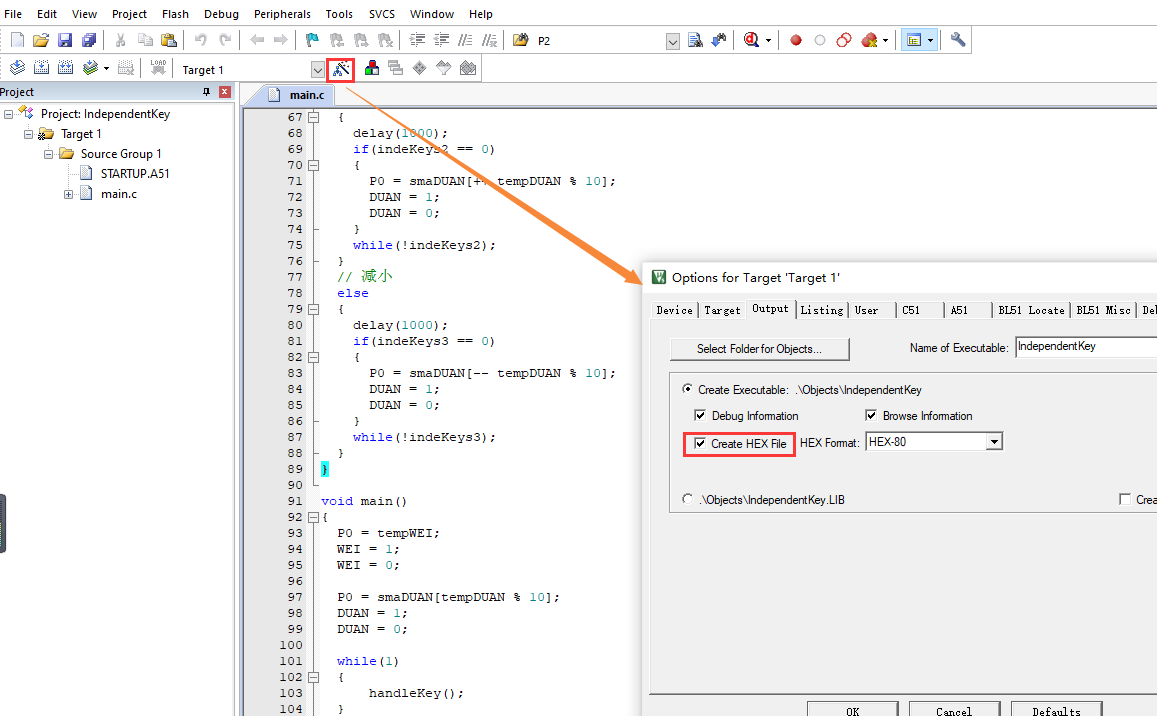 File Edit View Project Flash Debug Peripherals Tools SVCS Window Help
P2
LOAD
Target 1
Project
Project: IndependentKey
Target 1
Source Group 1
STARTUP.A51
main.c
main.c
67 {
68 delay(1000);
69 if(indeKeys2 == 0)
70 {
71 P0 = smaDUAN[++ tempDUAN % 10];
72 DUAN = 1;
73 DUAN = 0;
74 }
75 while(!indeKeys2);
76 }
77 // 减小
78 else
79 {
80 delay(1000);
81 if(indeKeys3 == 0)
82 {
83 P0 = smaDUAN[-- tempDUAN % 10];
84 DUAN = 1;
85 DUAN = 0;
86 }
87 while(!indeKeys3);
88 }
89 }
90
91 void main()
92 {
93 P0 = tempWEI;
94 WEI = 1;
95 WEI = 0;
96
97 P0 = smaDUAN[tempDUAN % 10];
98 DUAN = 1;
99 DUAN = 0;
100
101 while(1)
102 {
103 handleKey();
104 }
Options for Target 'Target 1'
Device Target Output Listing User C51 A51 BL51 Locate BL51 Misc De
Select Folder for Objects... Name of Executable: IndependentKey
Create Executable: .\Objects\IndependentKey
Debug Information Browse Information
Create HEX File HEX Format: HEX-80
.\Objects\IndependentKey.LIB Crea
OK Cancel Defaults